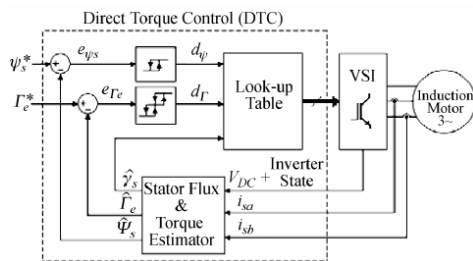 Direct Torque Control (DTC)
ψs*
eψs
dψ
Γe*
eΓe
dΓ
Look-up
Table
VSI
Induction
Motor
3~
γ̂s
Γ̂e
Ψ̂s
Stator Flux
&
Torque
Estimator
VDC + Inverter
State
isa
isb